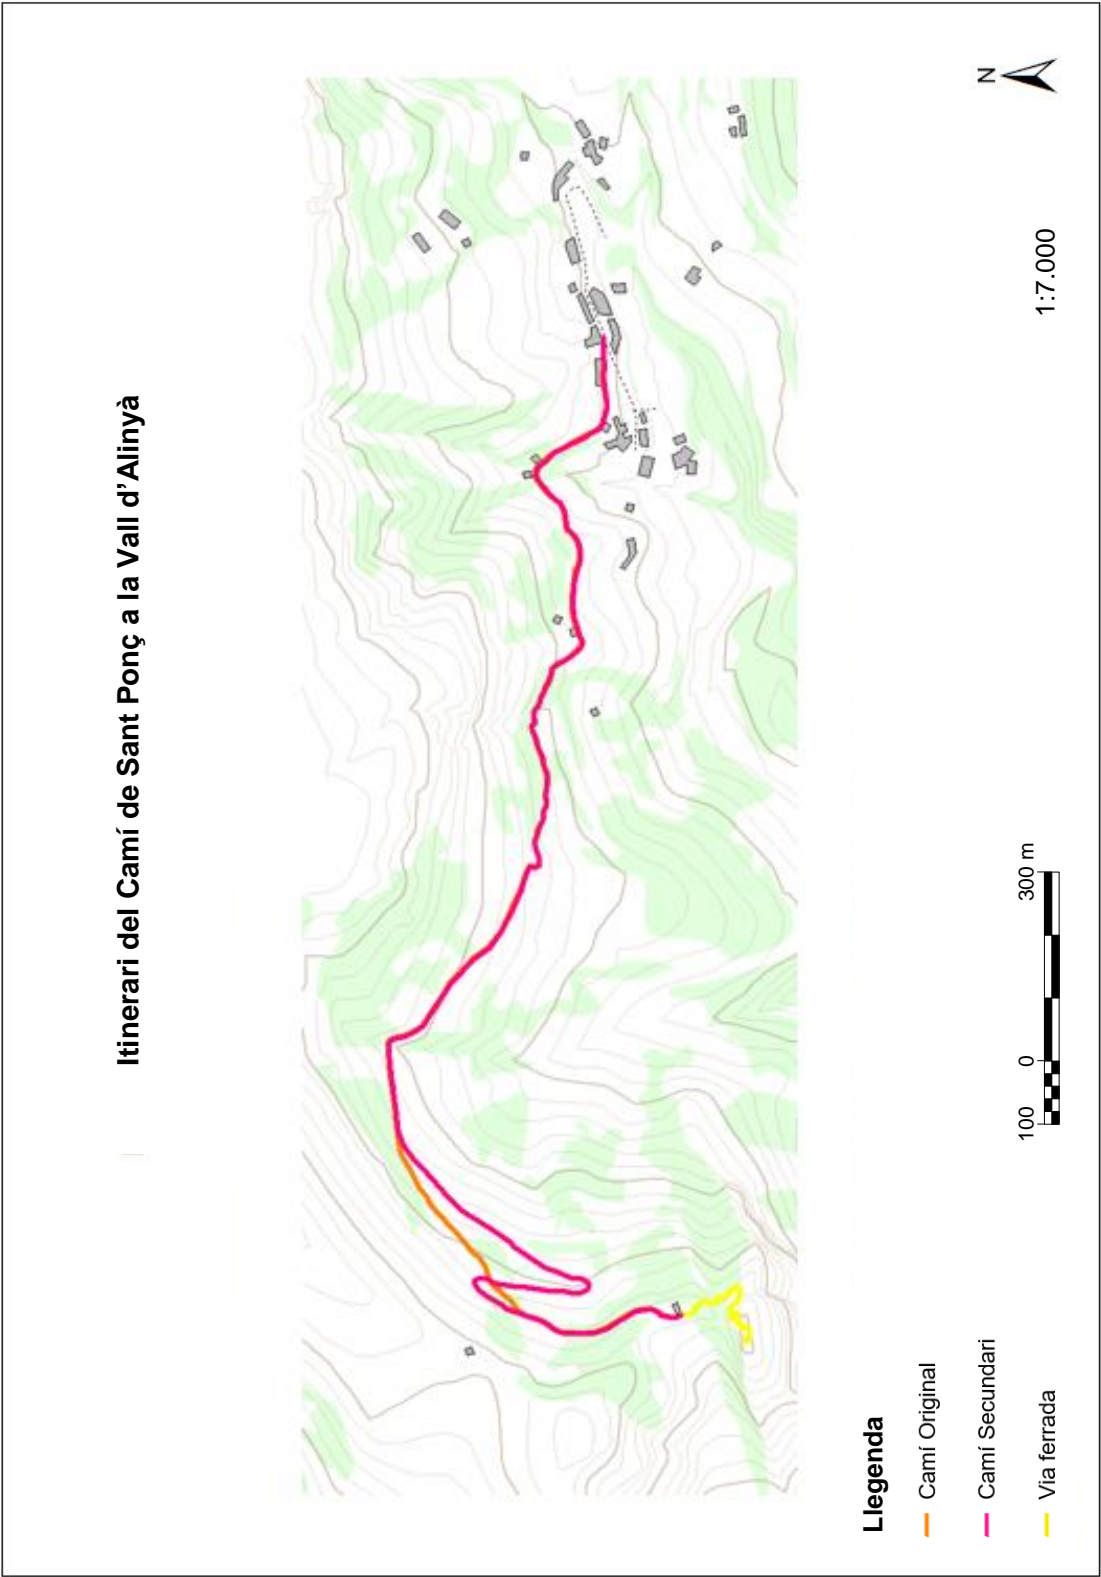 Itinerari del Camí de Sant Ponç a la Vall d'Alinyà
N
1:7.000
100 0 300 m
Llegenda
Camí Original
Camí Secundari
Via ferrada